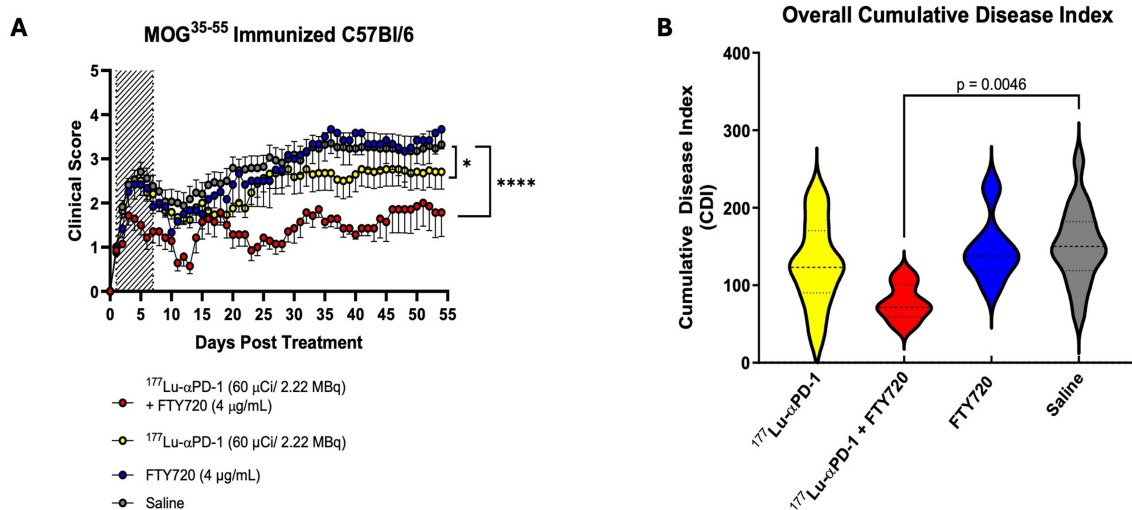 A
MOG³⁵⁻⁵⁵ Immunized C57Bl/6
5
4
3
2
1
0
Clinical Score
*
****
0 5 10 15 20 25 30 35 40 45 50 55
Days Post Treatment
¹⁷⁷Lu-αPD-1 (60 μCi/ 2.22 MBq)
+ FTY720 (4 μg/mL)
¹⁷⁷Lu-αPD-1 (60 μCi/ 2.22 MBq)
FTY720 (4 μg/mL)
Saline
B
Overall Cumulative Disease Index
400
300
200
100
0
Cumulative Disease Index
(CDI)
p = 0.0046
¹⁷⁷Lu-αPD-1
¹⁷⁷Lu-αPD-1 + FTY720
FTY720
Saline